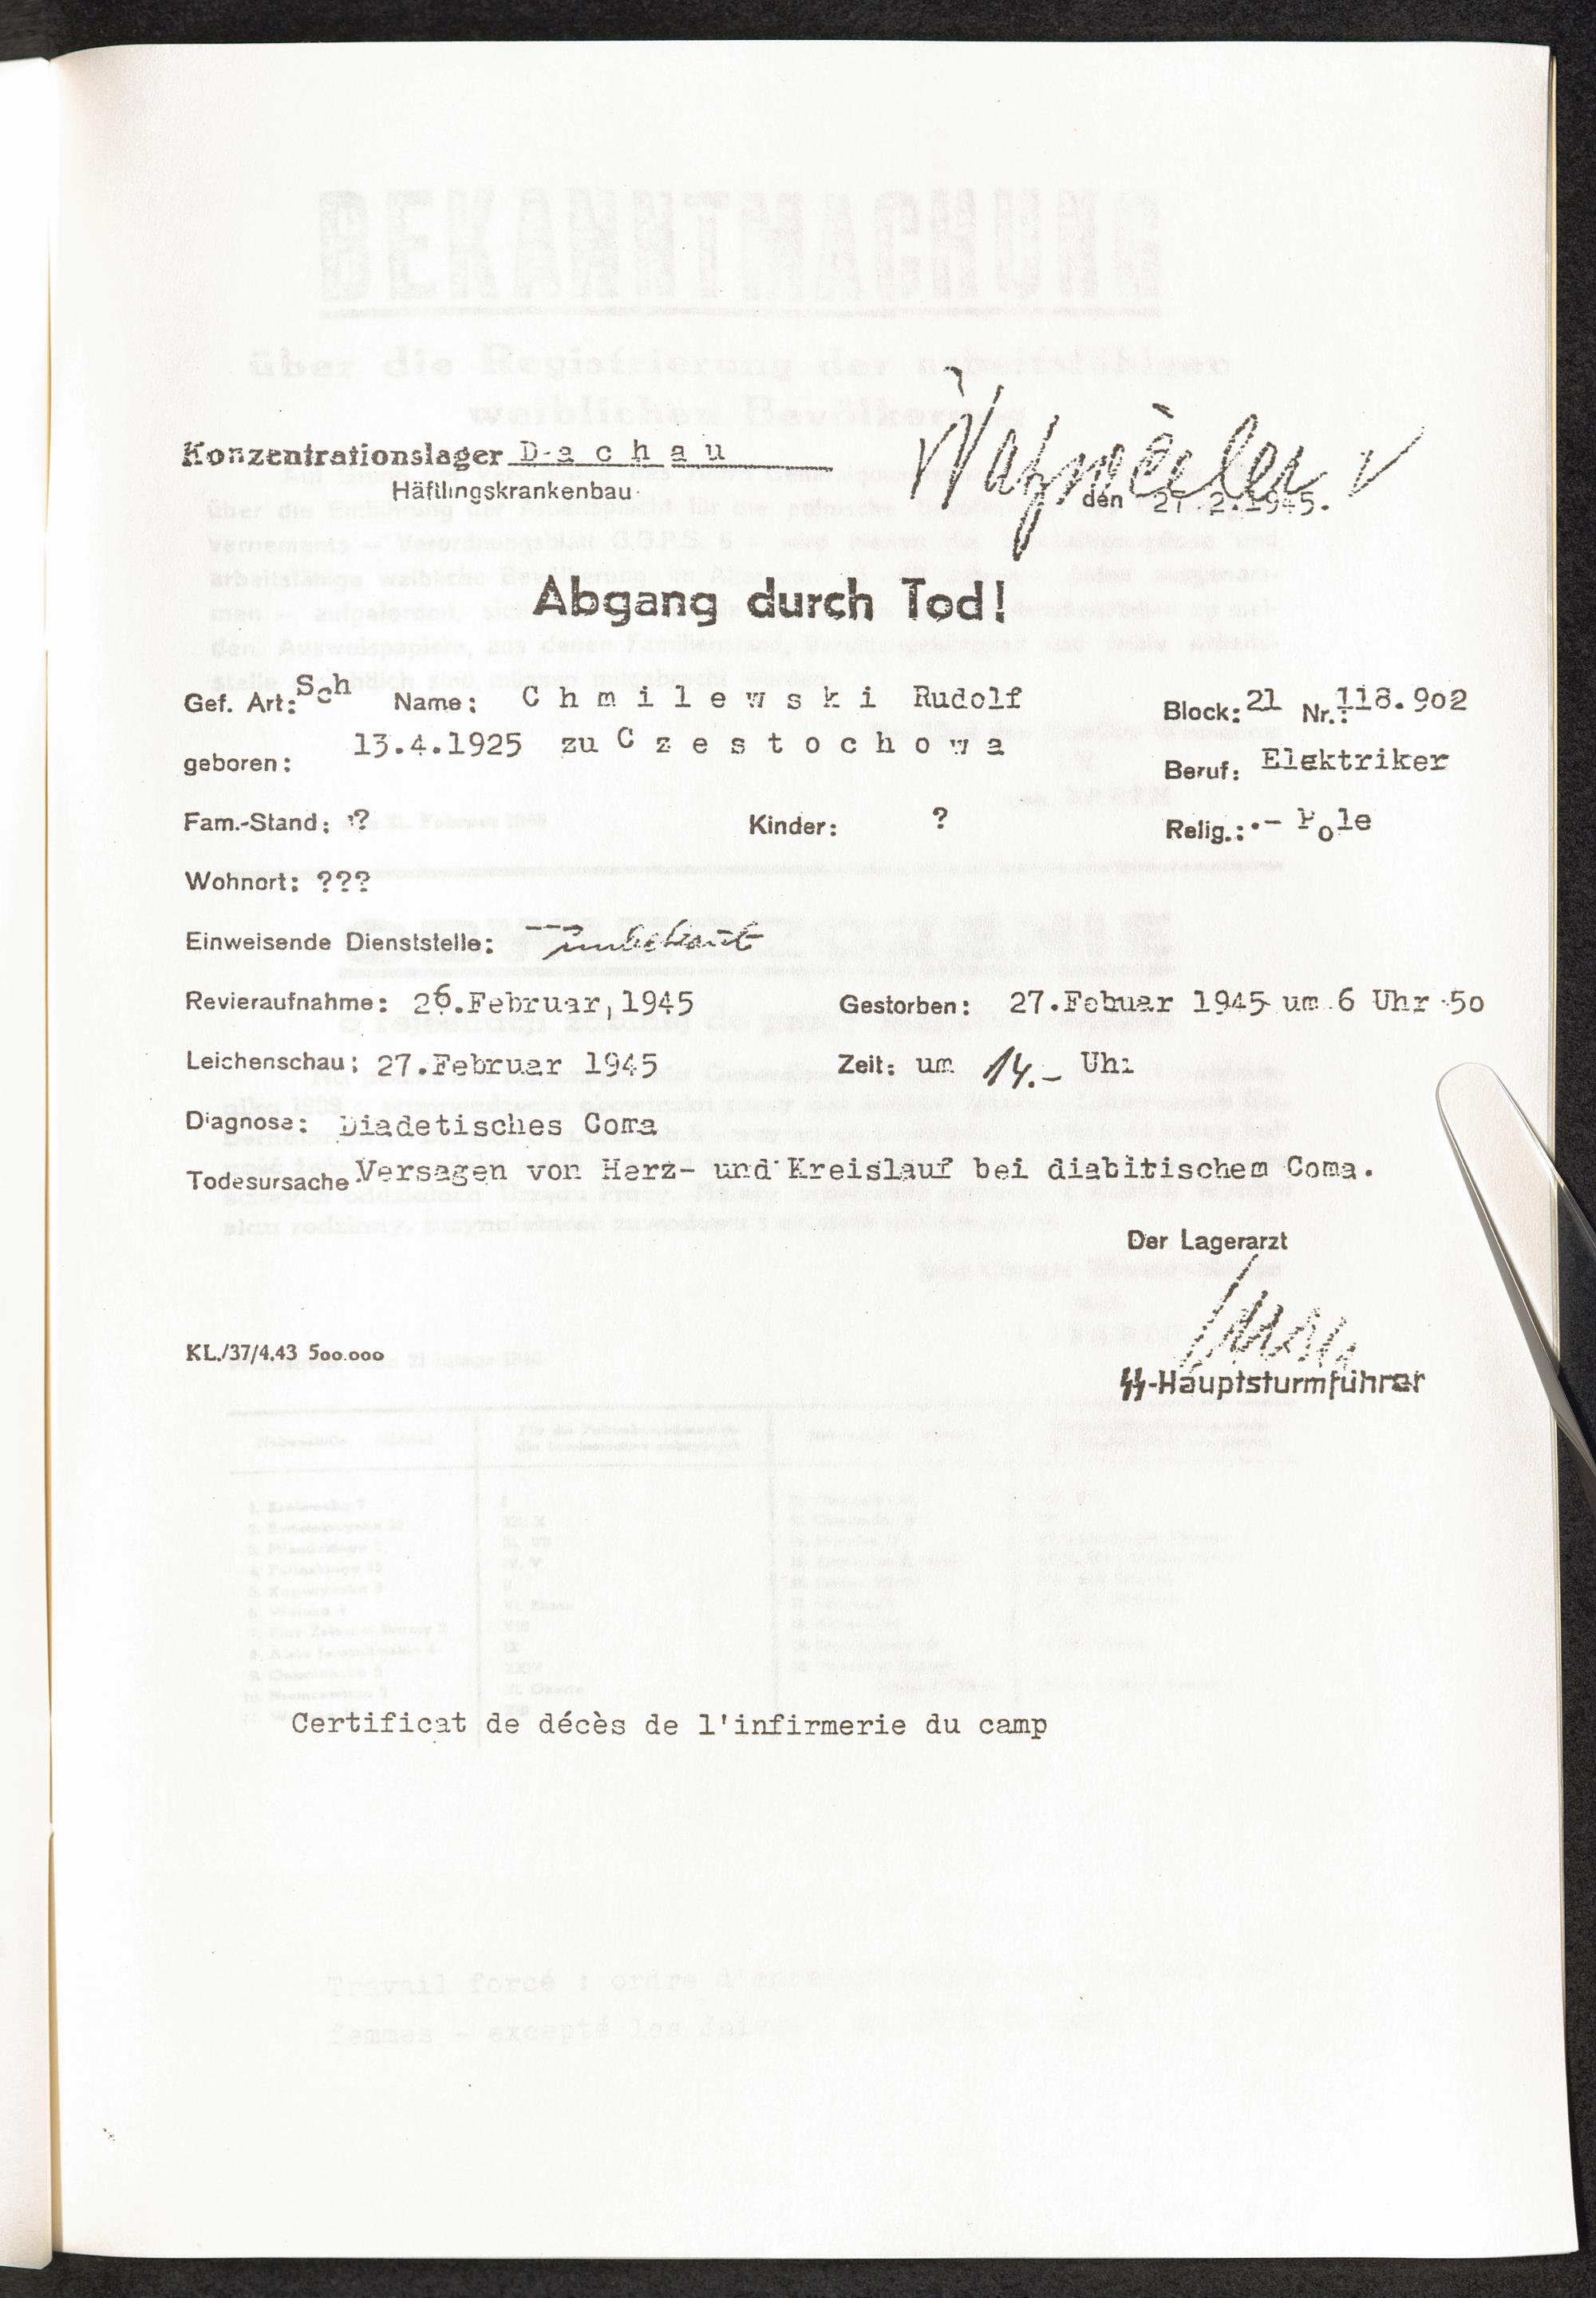 Konzentrationslager D-a c h a u
Häftlingskrankenbau
den 27.2.1945.
Abgang durch Tod!
Gef. Art: Sch Name: C h m i l e w s k i Rudolf Block: 21 Nr.: 118.902
geboren: 13.4.1925 zu C z e s t o c h o w a Beruf: Elektriker
Fam.-Stand: ? Kinder: ? Relig.: .- Pole
Wohnort: ???
Einweisende Dienststelle: unbekannt
Revieraufnahme: 26.Februar, 1945 Gestorben: 27.Febuar 1945 um 6 Uhr 50
Leichenschau: 27.Februar 1945 Zeit: um 14.- Uhr
Diagnose: Diadetisches Coma
Todesursache Versagen von Herz- und Kreislauf bei diabitischem Coma.
Der Lagerarzt
KL./37/4.43 500.000
SS-Hauptsturmführer
Certificat de décès de l'infirmerie du camp